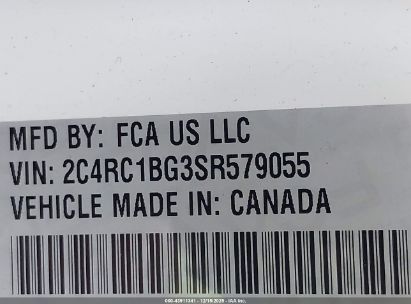 MFD BY: FCA US LLC
VIN: 2C4RC1BG3SR579055
VEHICLE MADE IN: CANADA